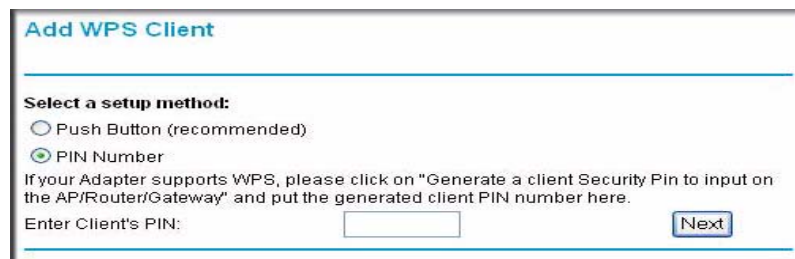 Add WPS Client
Select a setup method:
Push Button (recommended)
PIN Number
If your Adapter supports WPS, please click on "Generate a client Security Pin to input on
the AP/Router/Gateway" and put the generated client PIN number here.
Enter Client's PIN: Next